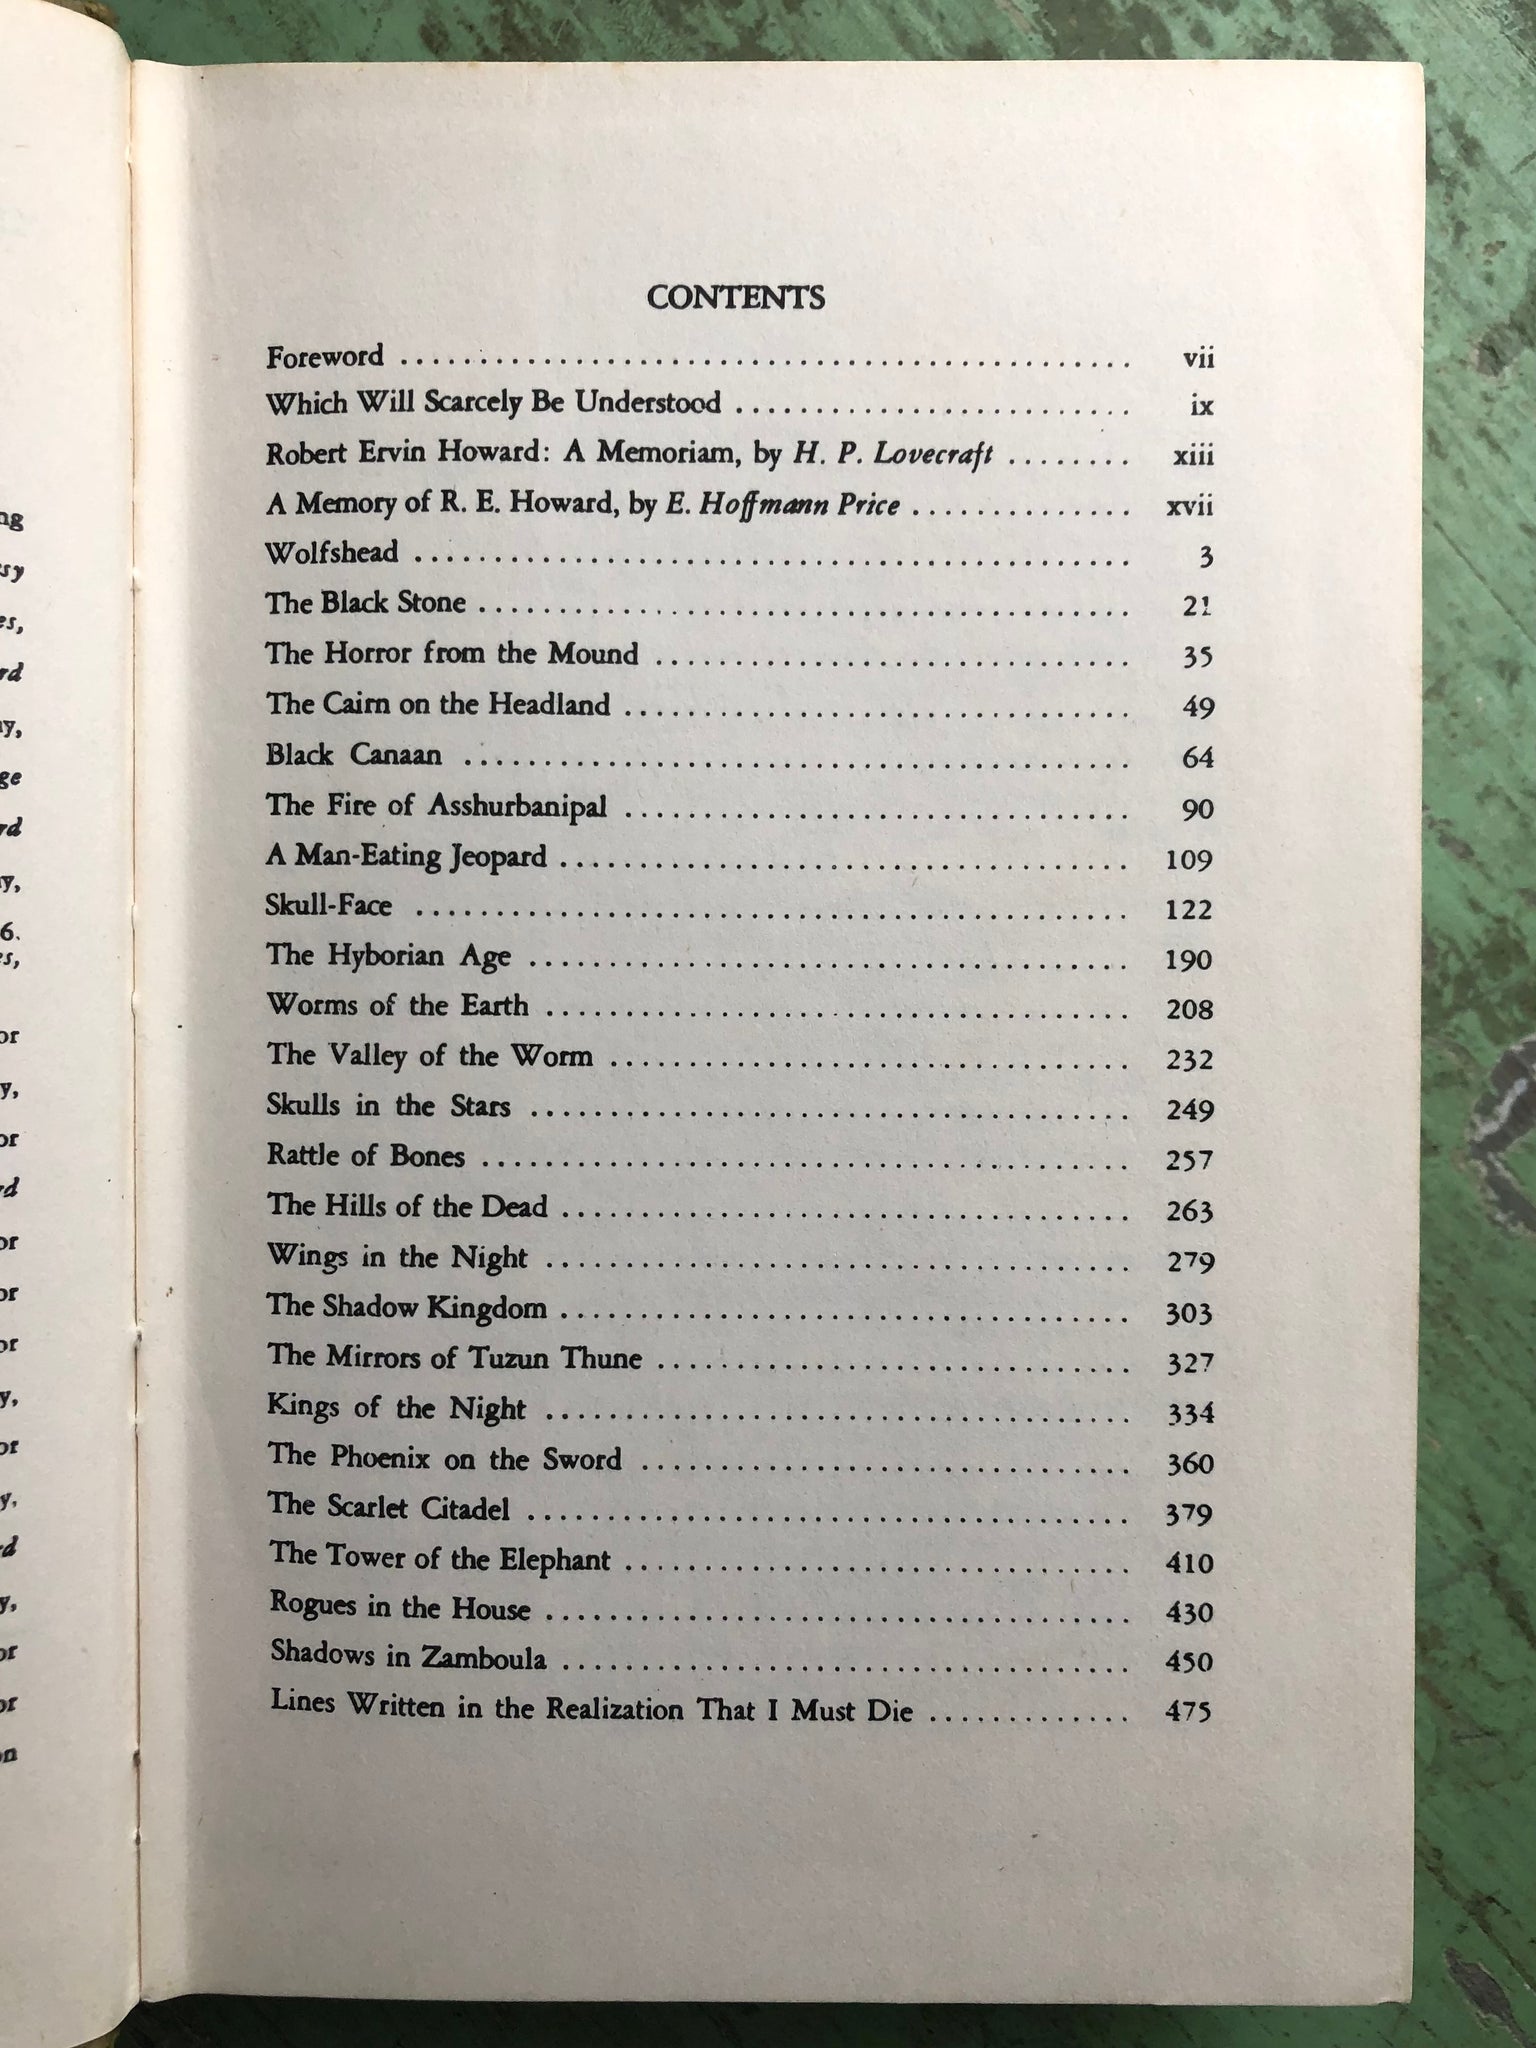 CONTENTS
Foreword ........ vii
Which Will Scarcely Be Understood ........ ix
Robert Ervin Howard: A Memoriam, by H. P. Lovecraft ........ xiii
A Memory of R. E. Howard, by E. Hoffmann Price ........ xvii
Wolfshead ........ 3
The Black Stone ........ 21
The Horror from the Mound ........ 35
The Cairn on the Headland ........ 49
Black Canaan ........ 64
The Fire of Asshurbanipal ........ 90
A Man-Eating Jeopard ........ 109
Skull-Face ........ 122
The Hyborian Age ........ 190
Worms of the Earth ........ 208
The Valley of the Worm ........ 232
Skulls in the Stars ........ 249
Rattle of Bones ........ 257
The Hills of the Dead ........ 263
Wings in the Night ........ 279
The Shadow Kingdom ........ 303
The Mirrors of Tuzun Thune ........ 327
Kings of the Night ........ 334
The Phoenix on the Sword ........ 360
The Scarlet Citadel ........ 379
The Tower of the Elephant ........ 410
Rogues in the House ........ 430
Shadows in Zamboula ........ 450
Lines Written in the Realization That I Must Die ........ 475